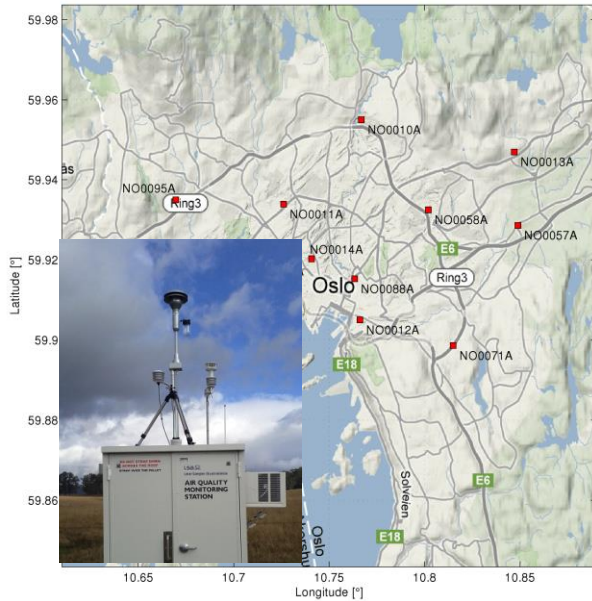 59.98
59.96
59.94
59.92
59.9
59.88
59.86
Latitude [°]
10.65
10.7
10.75
10.8
10.85
Longitude [°]
NO0010A
NO0013A
NO0095A
Ring3
NO0011A
NO0058A
NO0057A
E6
NO0014A
Ring3
Oslo
NO0088A
NO0012A
NO0071A
E18
E6
Solveien
E18
Oslo
AIR QUALITY
MONITORING
STATION